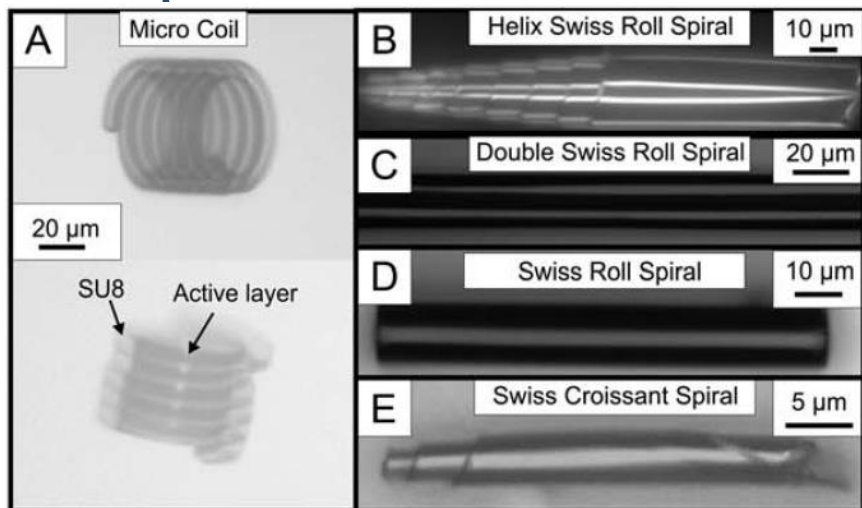 A
Micro Coil
20 µm
SU8
Active layer
B
Helix Swiss Roll Spiral
10 µm
C
Double Swiss Roll Spiral
20 µm
D
Swiss Roll Spiral
10 µm
E
Swiss Croissant Spiral
5 µm